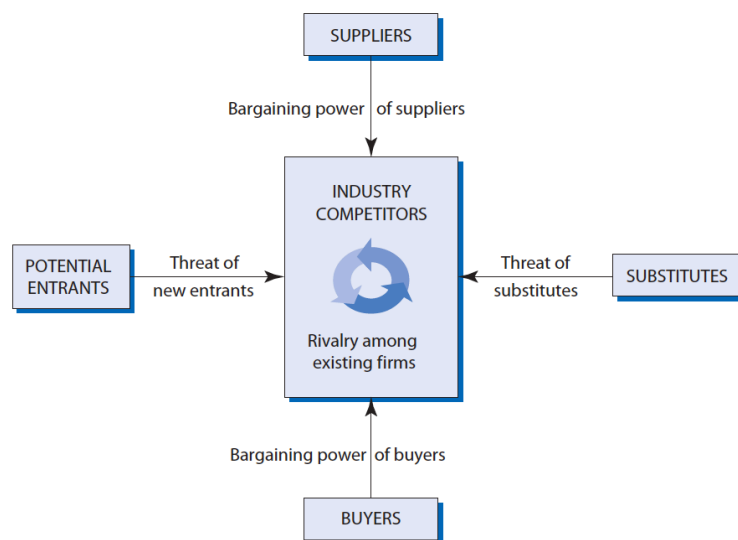 SUPPLIERS
Bargaining power of suppliers
INDUSTRY
COMPETITORS
POTENTIAL
ENTRANTS
Threat of
new entrants
Threat of
substitutes
SUBSTITUTES
Rivalry among
existing firms
Bargaining power of buyers
BUYERS